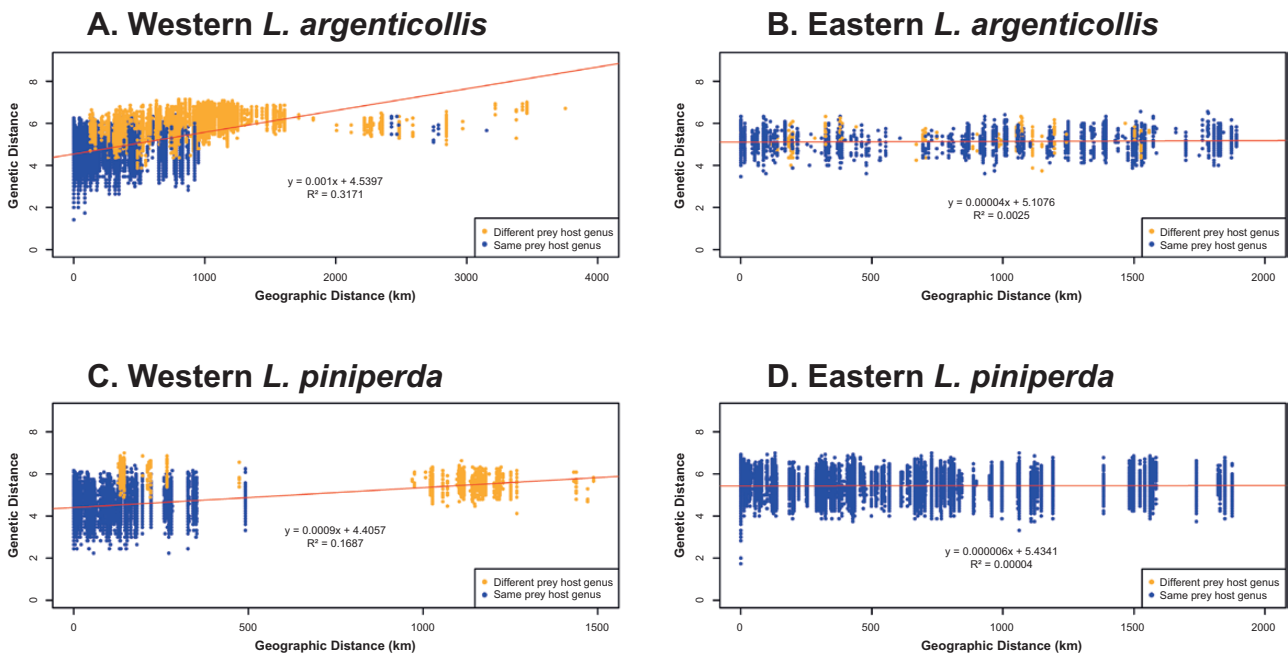 A. Western L. argenticollis
Genetic Distance
8
6
4
2
0
y = 0.001x + 4.5397
R² = 0.3171
Different prey host genus
Same prey host genus
0 1000 2000 3000 4000
Geographic Distance (km)
B. Eastern L. argenticollis
Genetic Distance
8
6
4
2
0
y = 0.00004x + 5.1076
R² = 0.0025
Different prey host genus
Same prey host genus
0 500 1000 1500 2000
Geographic Distance (km)
C. Western L. piniperda
Genetic Distance
8
6
4
2
0
y = 0.0009x + 4.4057
R² = 0.1687
Different prey host genus
Same prey host genus
0 500 1000 1500
Geographic Distance (km)
D. Eastern L. piniperda
Genetic Distance
8
6
4
2
0
y = 0.000006x + 5.4341
R² = 0.00004
Different prey host genus
Same prey host genus
0 500 1000 1500 2000
Geographic Distance (km)